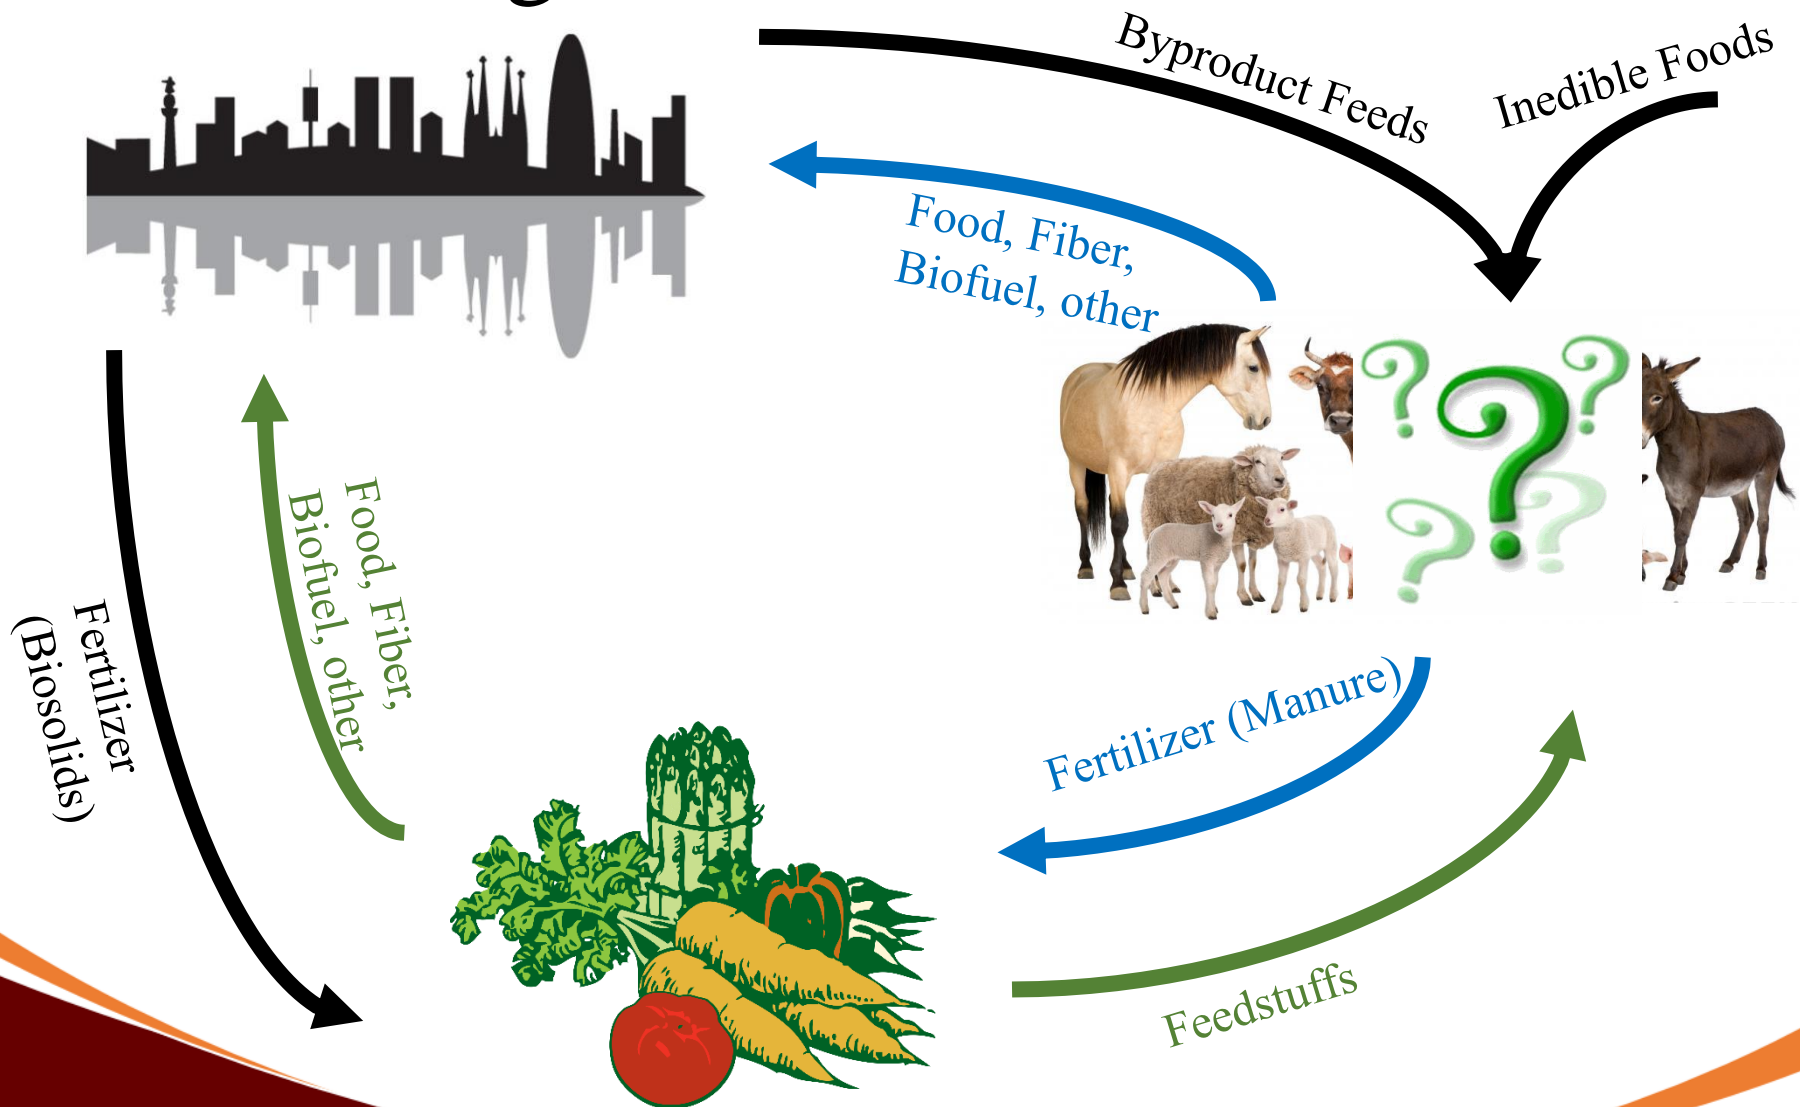 Byproduct Feeds
Inedible Foods
Food, Fiber,
Biofuel, other
Food, Fiber,
Biofuel, other
Fertilizer
(Biosolids)
Fertilizer (Manure)
Feedstuffs